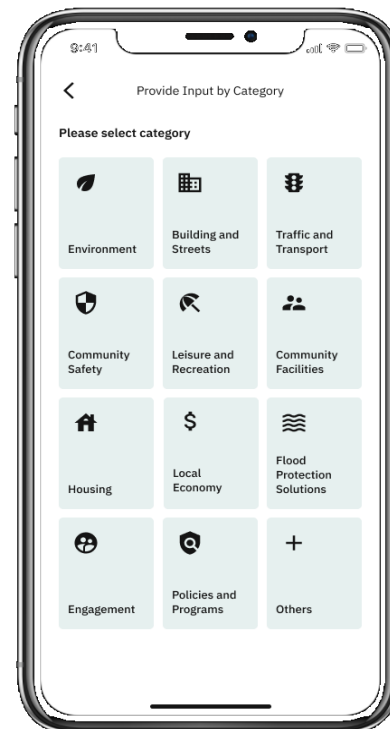 9:41
Provide Input by Category
Please select category
Environment
Building and
Streets
Traffic and
Transport
Community
Safety
Leisure and
Recreation
Community
Facilities
Housing
Local
Economy
Flood
Protection
Solutions
Engagement
Policies and
Programs
Others